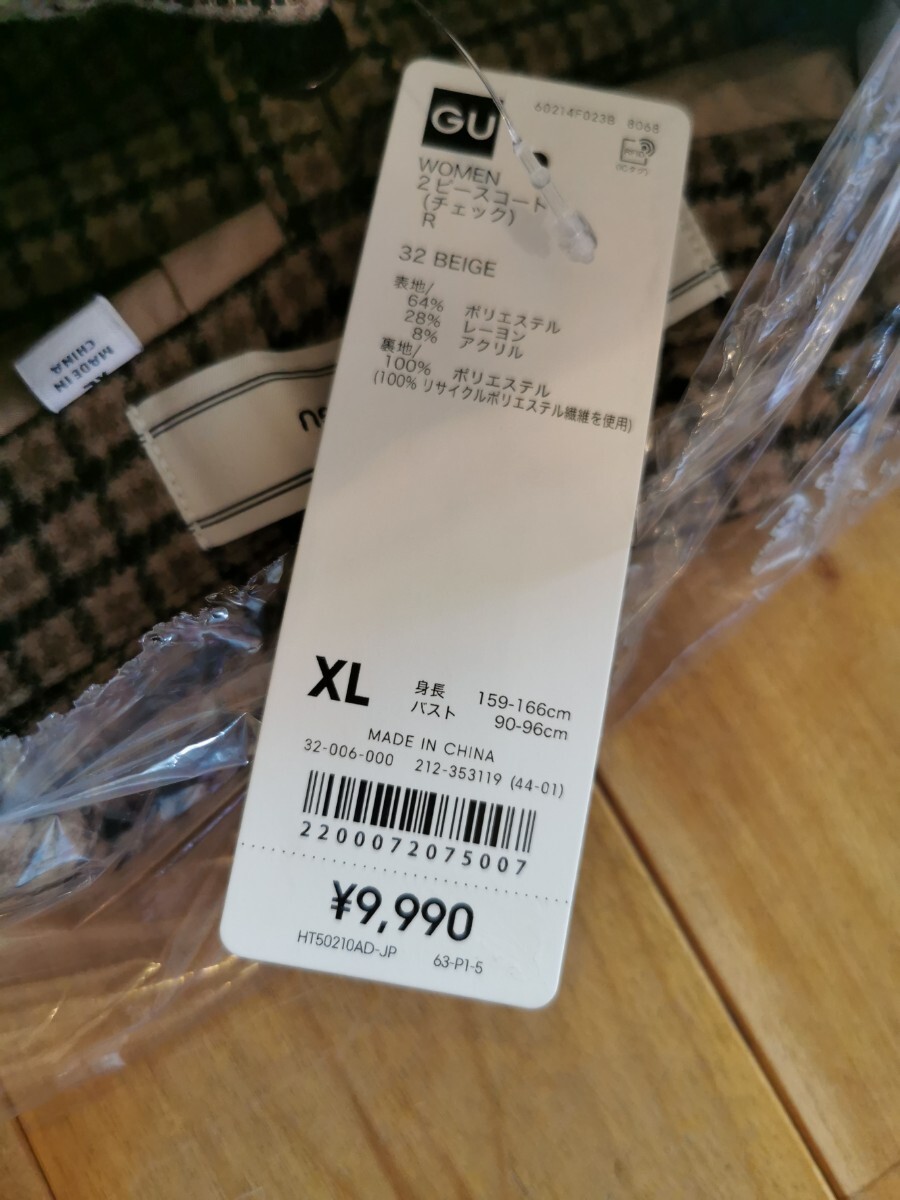 GU
60214F023B 8068
WOMEN
2ピースコート
(チェック)
R
32 BEIGE
表地/
64% ポリエステル
28% レーヨン
8% アクリル
裏地/
100% ポリエステル
(100% リサイクルポリエステル繊維を使用)
XL
身長 159-166cm
バスト 90-96cm
MADE IN CHINA
32-006-000 212-353119 (44-01)
2200072075007
¥9,990
HT50210AD-JP 63-P1-5
MADE IN
CHINA
XL